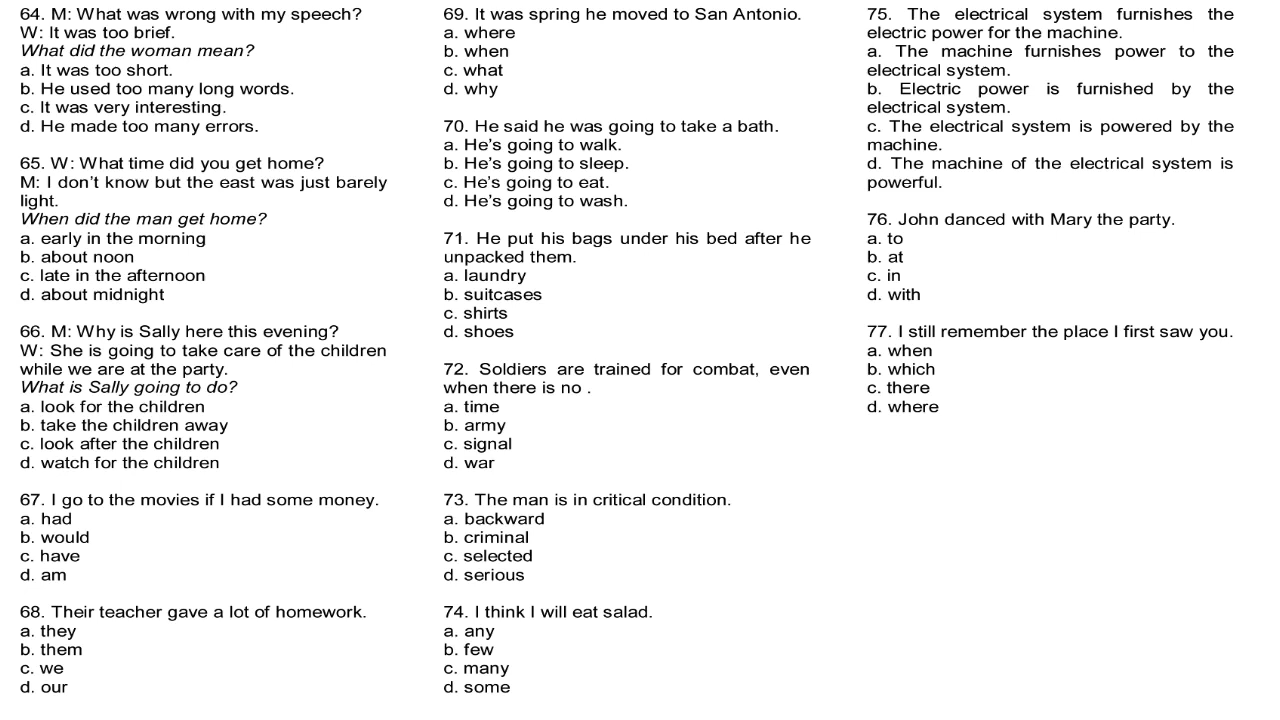 64. M: What was wrong with my speech?
W: It was too brief.
What did the woman mean?
a. It was too short.
b. He used too many long words.
c. It was very interesting.
d. He made too many errors.
65. W: What time did you get home?
M: I don't know but the east was just barely
light.
When did the man get home?
a. early in the morning
b. about noon
c. late in the afternoon
d. about midnight
66. M: Why is Sally here this evening?
W: She is going to take care of the children
while we are at the party.
What is Sally going to do?
a. look for the children
b. take the children away
c. look after the children
d. watch for the children
67. I go to the movies if I had some money.
a. had
b. would
c. have
d. am
68. Their teacher gave a lot of homework.
a. they
b. them
c. we
d. our
69. It was spring he moved to San Antonio.
a. where
b. when
c. what
d. why
70. He said he was going to take a bath.
a. He's going to walk.
b. He's going to sleep.
c. He's going to eat.
d. He's going to wash.
71. He put his bags under his bed after he
unpacked them.
a. laundry
b. suitcases
c. shirts
d. shoes
72. Soldiers are trained for combat, even
when there is no .
a. time
b. army
c. signal
d. war
73. The man is in critical condition.
a. backward
b. criminal
c. selected
d. serious
74. I think I will eat salad.
a. any
b. few
c. many
d. some
75. The electrical system furnishes the
electric power for the machine.
a. The machine furnishes power to the
electrical system.
b. Electric power is furnished by the
electrical system.
c. The electrical system is powered by the
machine.
d. The machine of the electrical system is
powerful.
76. John danced with Mary the party.
a. to
b. at
c. in
d. with
77. I still remember the place I first saw you.
a. when
b. which
c. there
d. where